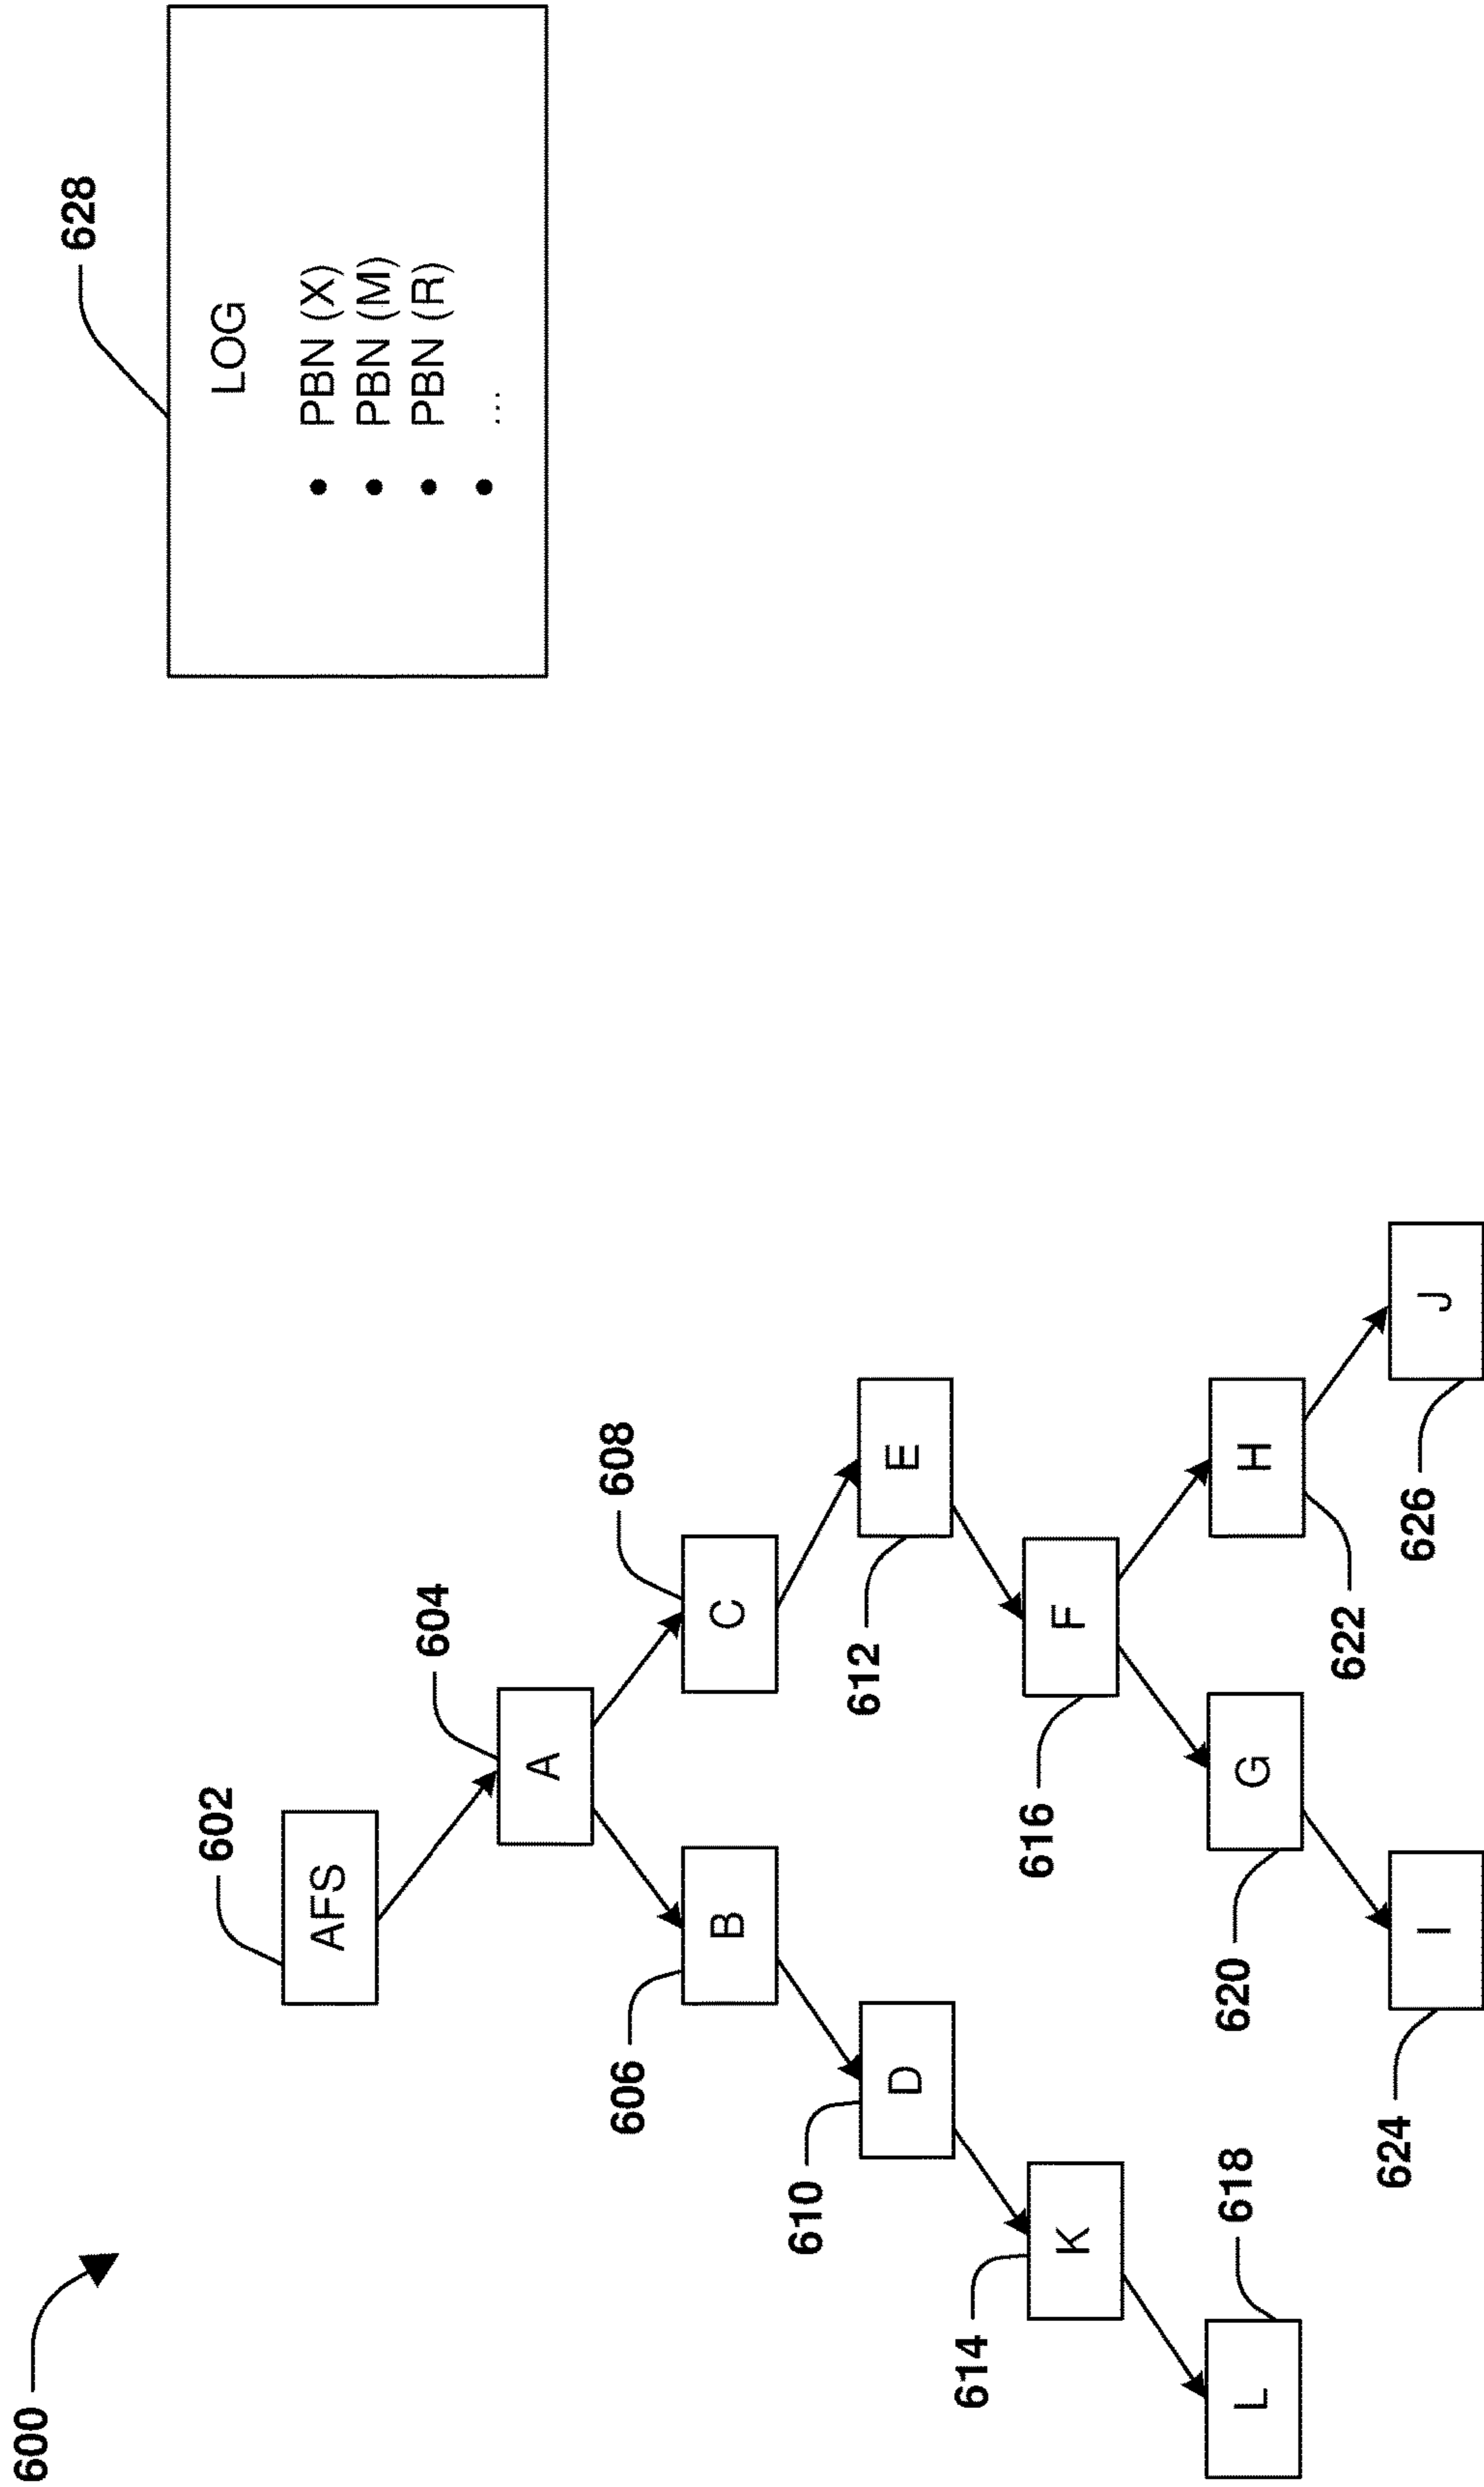 600
602
AFS
604
A
606
B
608
C
610
D
612
E
614
K
616
F
618
L
620
G
622
H
624
I
626
J
628
LOG
• PBN (X)
• PBN (M)
• PBN (R)
• ...